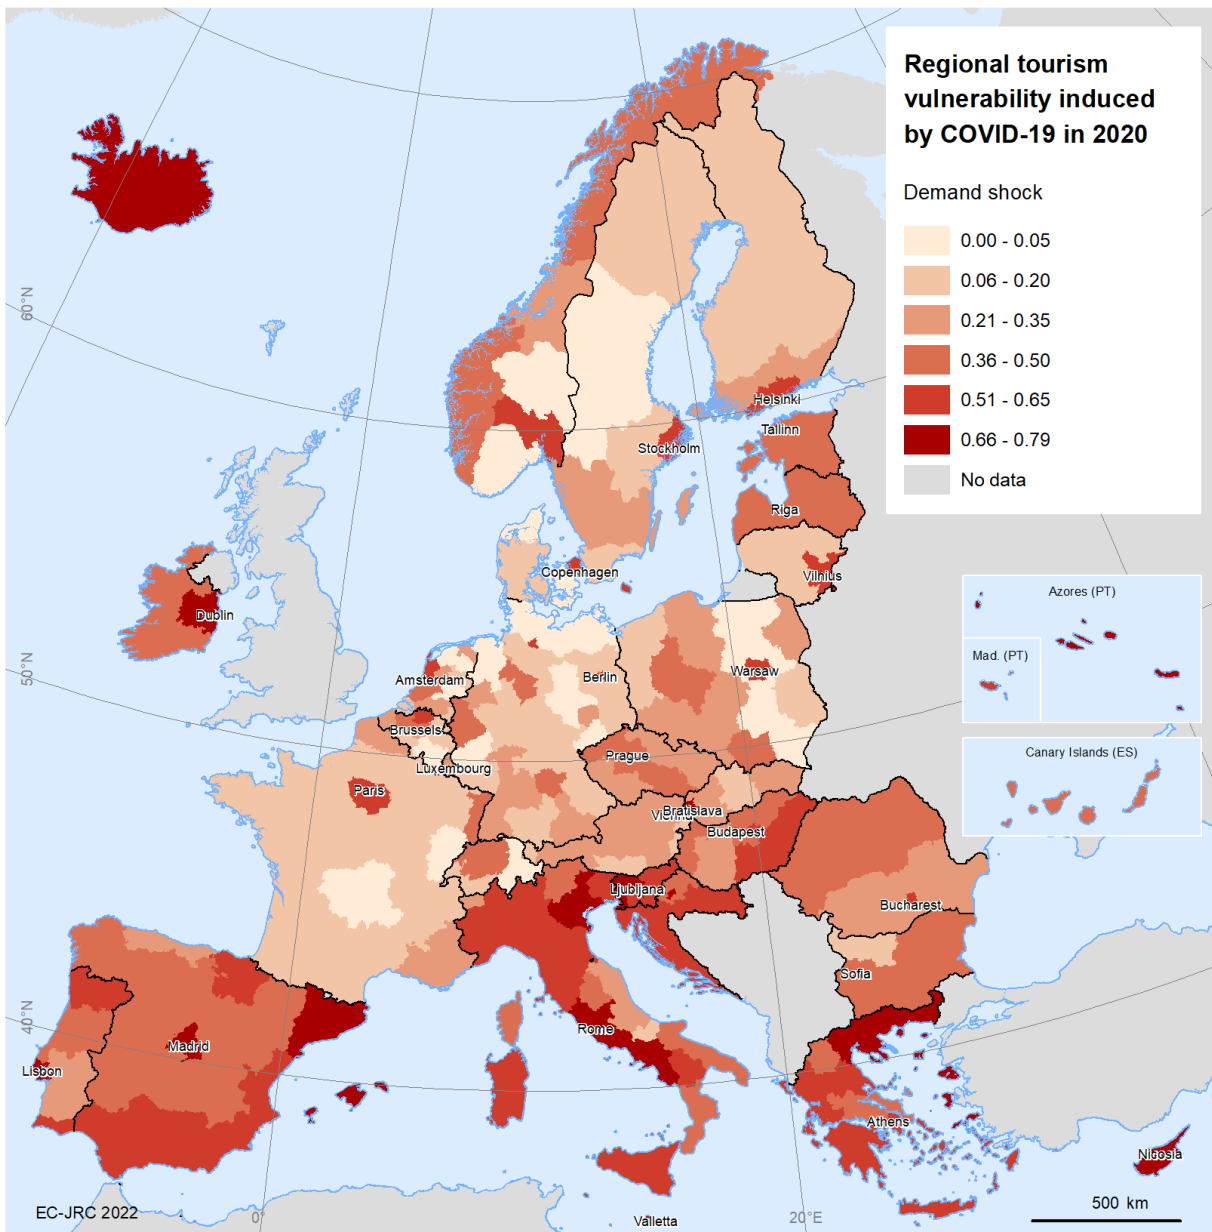 Regional tourism
vulnerability induced
by COVID-19 in 2020
Demand shock
0.00 - 0.05
0.06 - 0.20
0.21 - 0.35
0.36 - 0.50
0.51 - 0.65
0.66 - 0.79
No data
60°N
50°N
40°N
Helsinki
Tallinn
Stockholm
Riga
Copenhagen
Vilnius
Dublin
Azores (PT)
Mad. (PT)
Amsterdam
Berlin
Warsaw
Brussels
Canary Islands (ES)
Prague
Luxembourg
Paris
Vienna
Bratislava
Budapest
Ljubljana
Bucharest
Sofia
Rome
Madrid
Lisbon
Athens
Nicosia
EC-JRC 2022
0°
20°E
500 km
Valletta